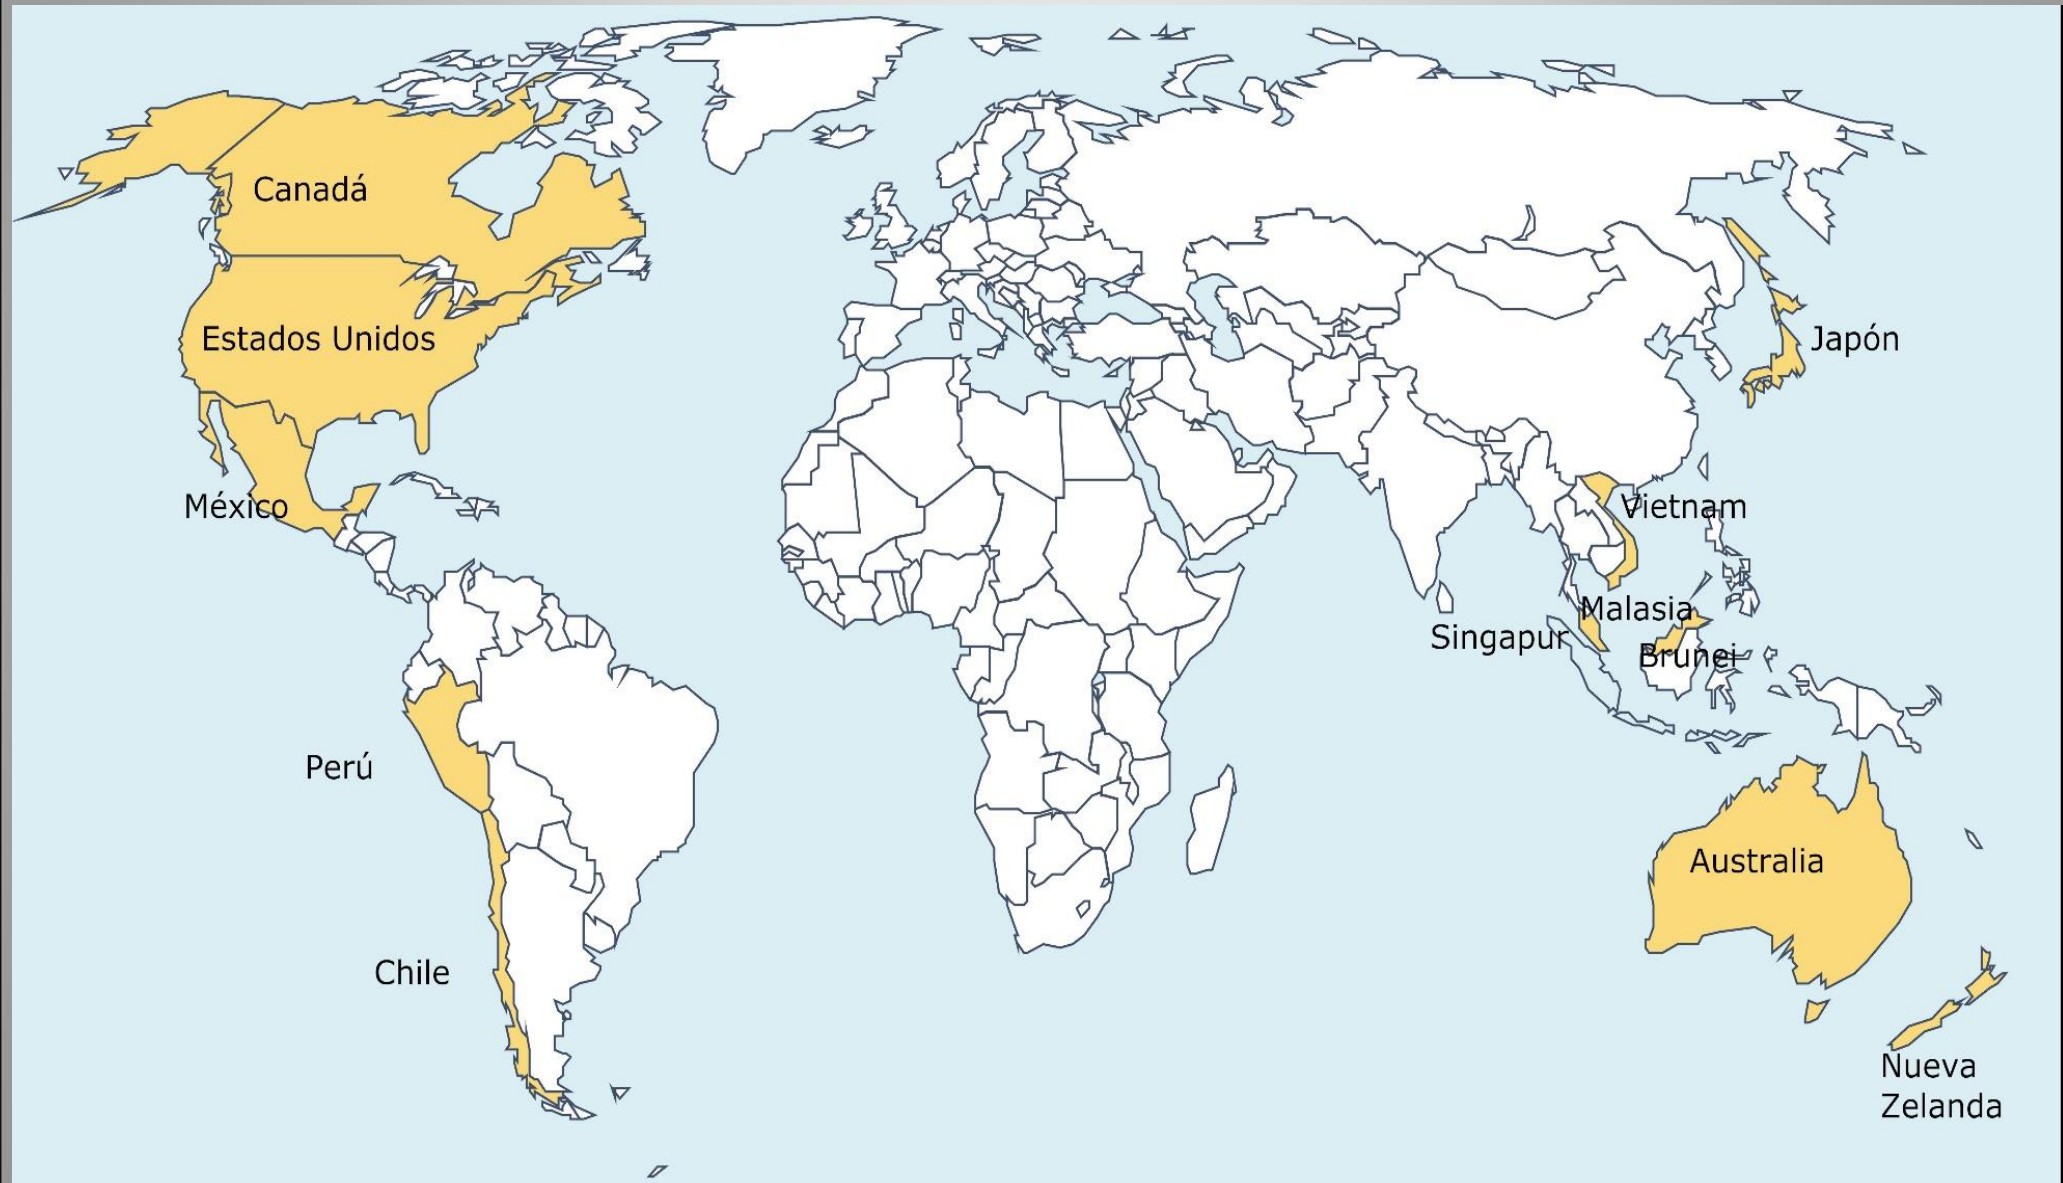 Canadá
Estados Unidos
Japón
México
Vietnam
Malasia
Singapur
Brunei
Perú
Australia
Chile
Nueva
Zelanda